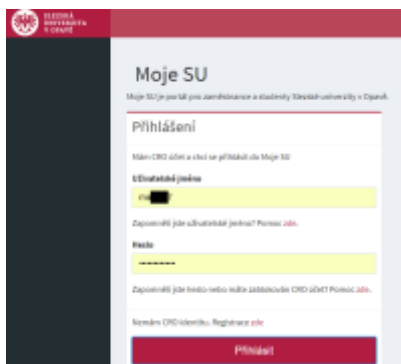 SLEZSKÁ
UNIVERZITA
V OPAVĚ
Moje SU
Moje SU je portál pro zaměstnance a studenty Slezské univerzity v Opavě.
Přihlášení
Mám CRO účet a chci se přihlásit do Moje SU
Uživatelské jméno
Zapomněli jste uživatelské jméno? Pomoc zde.
Heslo
Zapomněli jste heslo nebo máte zablokován CRO účet? Pomoc zde.
Nemám CRO identitu. Registrace zde
Přihlásit